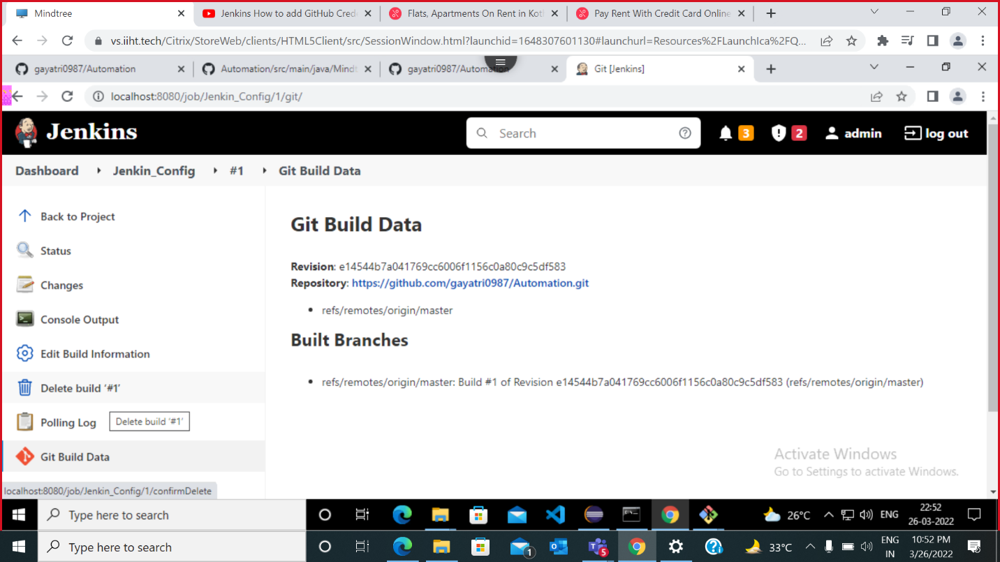 Mindtree
Jenkins How to add GitHub Crede
Flats, Apartments On Rent in Koth
Pay Rent With Credit Card Online
vs.iiht.tech/Citrix/StoreWeb/clients/HTML5Client/src/SessionWindow.html?launchid=1648307601130#launchurl=Resources%2FLaunchIca%2FQ...
gayatri0987/Automation
Automation/src/main/java/Mindt
gayatri0987/Automation
Git [Jenkins]
localhost:8080/job/Jenkin_Config/1/git/
Jenkins
Search
3
2
admin
log out
Dashboard
Jenkin_Config
#1
Git Build Data
Back to Project
Status
Changes
Console Output
Edit Build Information
Delete build ‘#1’
Polling Log
Delete build ‘#1’
Git Build Data
localhost:8080/job/Jenkin_Config/1/confirmDelete
Git Build Data
Revision: e14544b7a041769cc6006f1156c0a80c9c5df583
Repository: https://github.com/gayatri0987/Automation.git
• refs/remotes/origin/master
Built Branches
• refs/remotes/origin/master: Build #1 of Revision e14544b7a041769cc6006f1156c0a80c9c5df583 (refs/remotes/origin/master)
Activate Windows
Go to Settings to activate Windows.
Type here to search
26°C
ENG
22:52
26-03-2022
Type here to search
1
5
33°C
ENG
IN
10:52 PM
3/26/2022